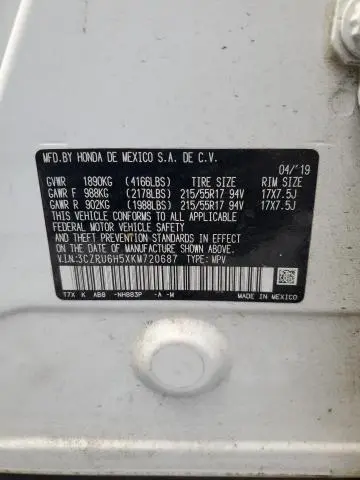 MFD.BY HONDA DE MEXICO S.A. DE C.V.
04/'19
GVWR 1890KG (4166LBS) TIRE SIZE RIM SIZE
GAWR F 988KG (2178LBS) 215/55R17 94V 17X7.5J
GAWR R 902KG (1988LBS) 215/55R17 94V 17X7.5J
THIS VEHICLE CONFORMS TO ALL APPLICABLE
FEDERAL MOTOR VEHICLE SAFETY, BUMPER,
AND THEFT PREVENTION STANDARDS IN EFFECT
ON THE DATE OF MANUFACTURE SHOWN ABOVE.
V.I.N:3CZRU6H5XKM720687 TYPE: MPV
T7X K AB8 -NH883P -A -M